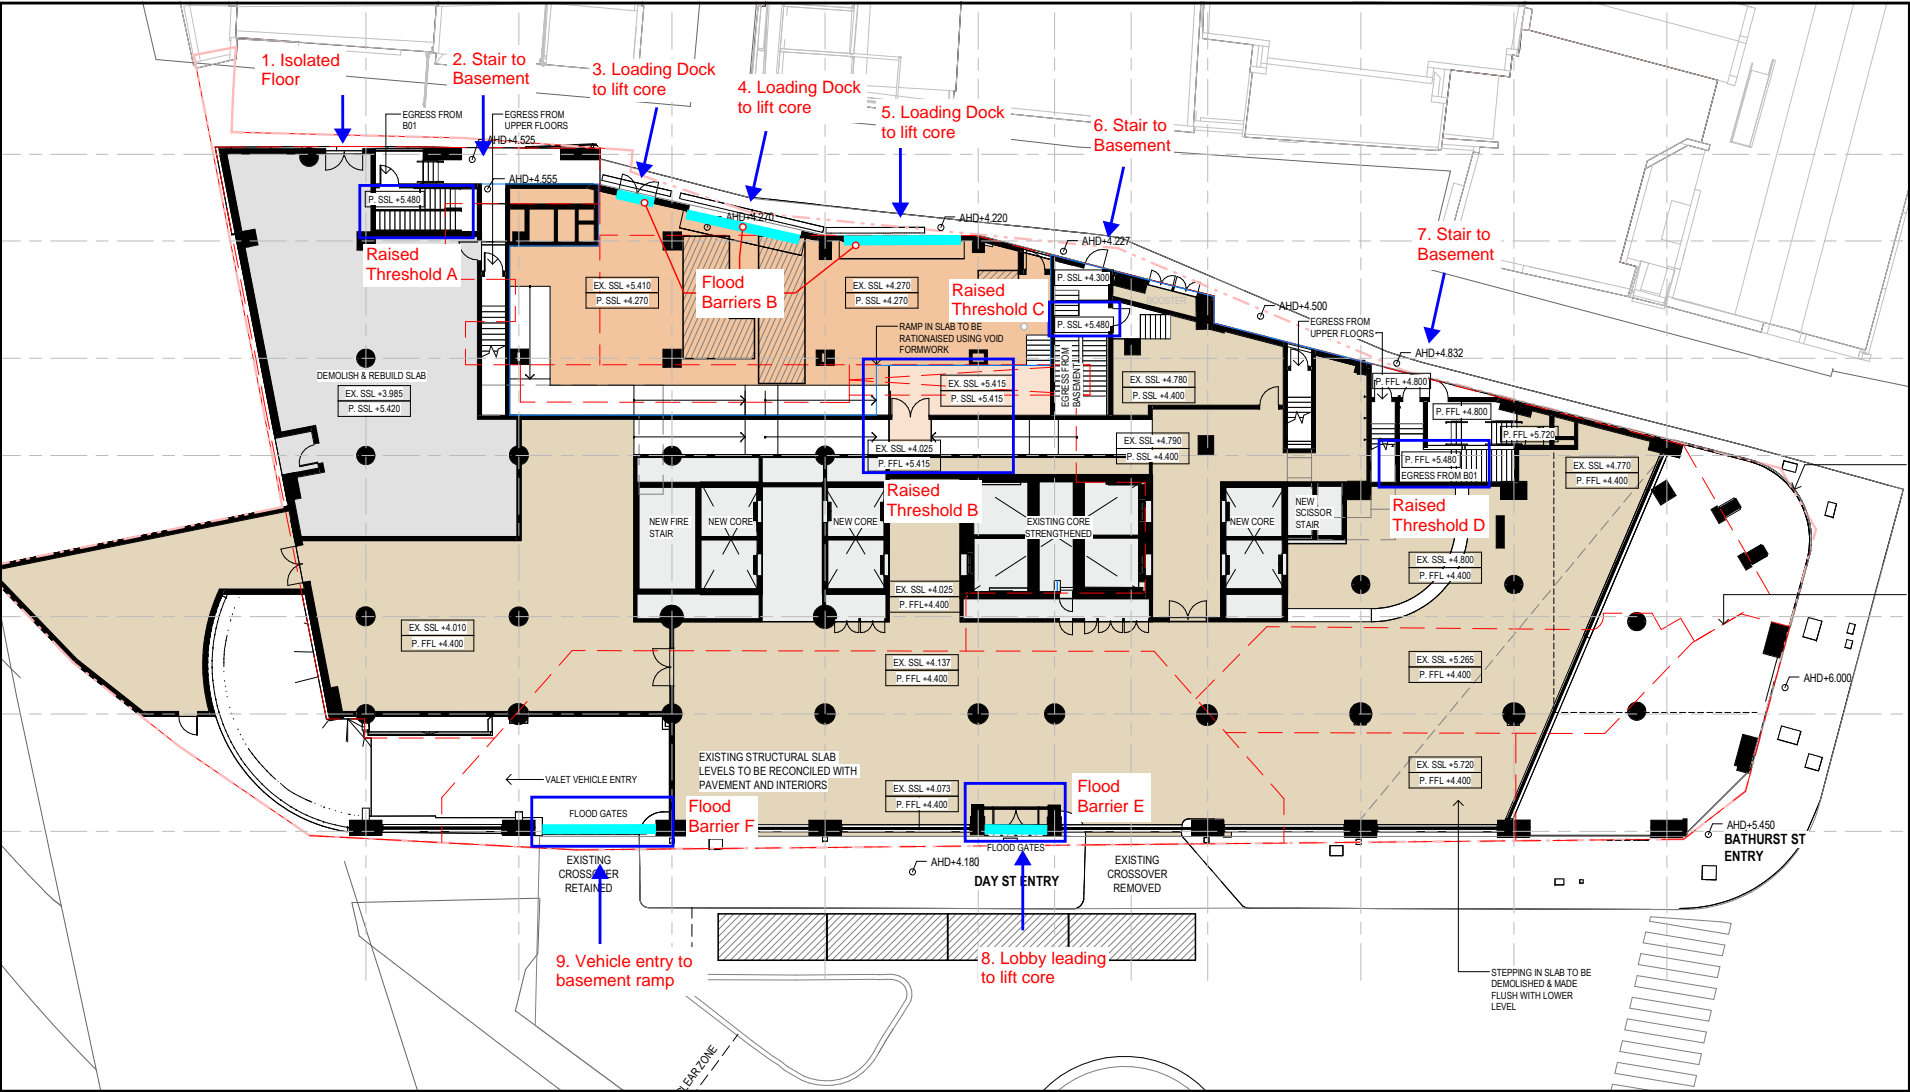 1. Isolated
Floor
2. Stair to
Basement
3. Loading Dock
to lift core
4. Loading Dock
to lift core
5. Loading Dock
to lift core
6. Stair to
Basement
7. Stair to
Basement
EGRESS FROM
B01
EGRESS FROM
UPPER FLOORS
AHD+4.525
AHD+4.555
P. SSL +5.480
Raised
Threshold A
AHD+4.270
AHD+4.220
AHD+4.227
AHD+4.500
AHD+4.832
EX. SSL +5.410
P. SSL +4.270
Flood
Barriers B
EX. SSL +4.270
P. SSL +4.270
Raised
Threshold C
P. SSL +4.300
BOOSTER
P. SSL +5.480
EGRESS FROM
UPPER FLOORS
RAMP IN SLAB TO BE
RATIONAISED USING VOID
FORMWORK
EGRESS FROM
BASEMENT
DEMOLISH & REBUILD SLAB
EX. SSL +3.985
P. SSL +5.420
EX. SSL +5.415
P. SSL +5.415
EX. SSL +4.780
P. SSL +4.400
P. FFL +4.800
P. FFL +4.800
P. FFL +5.720
EX. SSL +4.025
P. FFL +5.415
EX. SSL +4.790
P. SSL +4.400
P. FFL +5.480
EGRESS FROM B01
EX. SSL +4.770
P. FFL +4.400
Raised
Threshold B
Raised
Threshold D
NEW FIRE
STAIR
NEW CORE
NEW CORE
EXISTING CORE
STRENGTHENED
NEW CORE
NEW
SCISSOR
STAIR
EX. SSL +4.800
P. FFL +4.400
EX. SSL +4.025
P. FFL +4.400
EX. SSL +4.010
P. FFL +4.400
EX. SSL +4.137
P. FFL +4.400
EX. SSL +5.265
P. FFL +4.400
AHD+6.000
EXISTING STRUCTURAL SLAB
LEVELS TO BE RECONCILED WITH
PAVEMENT AND INTERIORS
VALET VEHICLE ENTRY
EX. SSL +4.073
P. FFL +4.400
EX. SSL +5.720
P. FFL +4.400
FLOOD GATES
Flood
Barrier F
Flood
Barrier E
FLOOD GATES
AHD+5.450
BATHURST ST
ENTRY
EXISTING
CROSSOVER
RETAINED
AHD+4.180
DAY ST ENTRY
EXISTING
CROSSOVER
REMOVED
9. Vehicle entry to
basement ramp
8. Lobby leading
to lift core
STEPPING IN SLAB TO BE
DEMOLISHED & MADE
FLUSH WITH LOWER
LEVEL
CLEAR ZONE